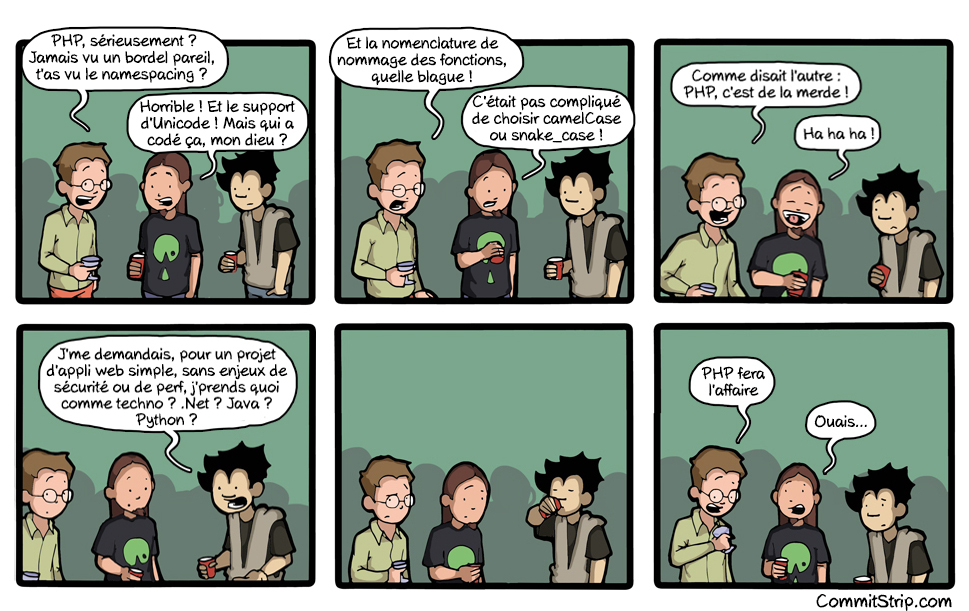 PHP, sérieusement ?
Jamais vu un bordel pareil,
t'as vu le namespacing ?
Horrible ! Et le support
d'Unicode ! Mais qui a
codé ça, mon dieu ?
Et la nomenclature de
nommage des fonctions,
quelle blague !
C'était pas compliqué
de choisir camelCase
ou snake_case !
Comme disait l'autre :
PHP, c'est de la merde !
Ha ha ha !
J'me demandais, pour un projet
d'appli web simple, sans enjeux de
sécurité ou de perf, j'prends quoi
comme techno ? .Net ? Java ?
Python ?
PHP fera
l'affaire
Ouais...
CommitStrip.com